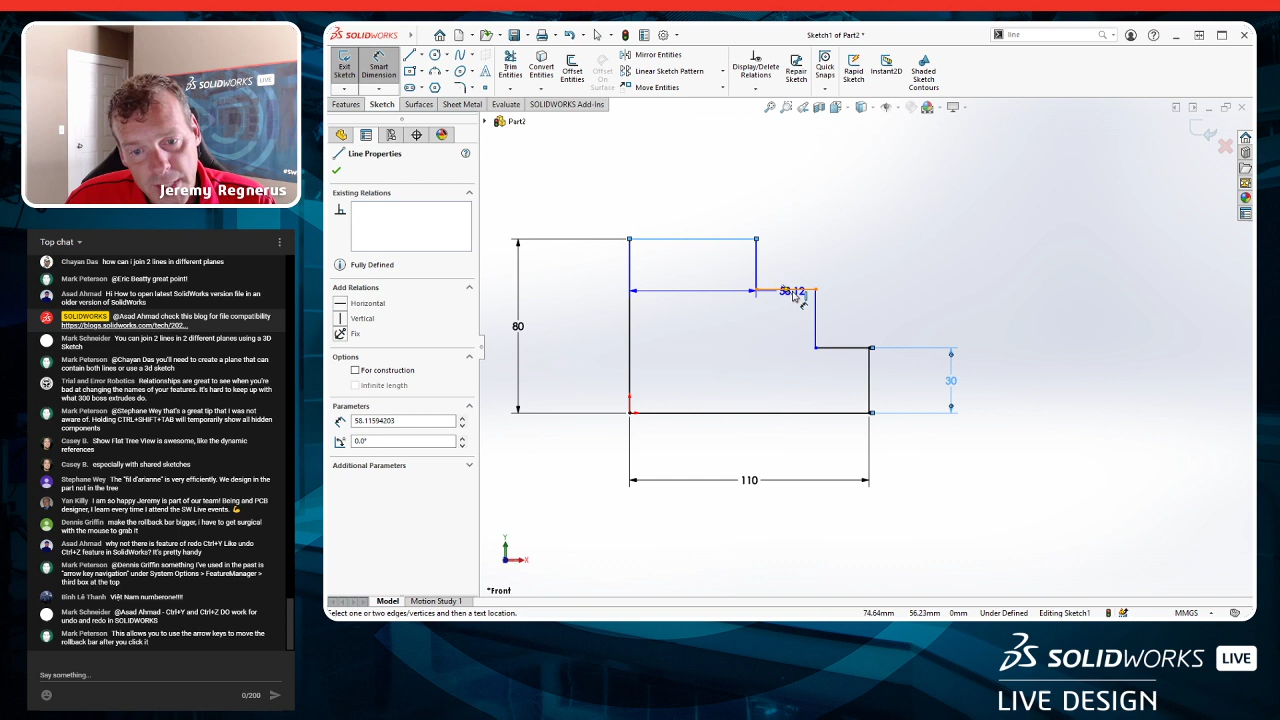 SOLIDWORKS LIVE
#sw
Jeremy Regnerus
Top chat
Chayan Das how can i join 2 lines in different planes
Mark Peterson @Eric Beatty great point!
Asad Ahmad Hi How to open latest SolidWorks version file in an
older version of SolidWorks?
SOLIDWORKS @Asad Ahmad check this blog for file compatibility
https://blogs.solidworks.com/tech/202...
Mark Schneider You can join 2 lines in 2 different planes using a 3D
Sketch
Mark Peterson @Chayan Das you'll need to create a plane that can
contain both lines or use a 3d sketch
Trial and Error Robotics Relationships are great to see when you're
bad at changing the names of your features. It's hard to keep up with
what 300 boss extrudes do.
Mark Peterson @Stephane Wey that's a great tip that I was not
aware of. Holding CTRL+SHIFT+TAB will temporarily show all hidden
components
Casey B. Show Flat Tree View is awesome, like the dynamic
references
Casey B. especially with shared sketches
Stephane Wey The "fil d'arianne" is very efficiently. We design in the
part not in the tree
Yan Killy I am so happy Jeremy is part of our team! Being and PCB
designer, I learn every time I attend the SW Live events. 💪
Dennis Griffin make the rollback bar bigger, i have to get surgical
with the mouse to grab it
Asad Ahmad why not there is feature of redo Ctrl+Y Like undo
Ctrl+Z feature in SolidWorks? It's pretty handy
Mark Peterson @Dennis Griffin something I've used in the past is
"arrow key navigation" under System Options > FeatureManager >
third box at the top
Bình Lê Thanh Việt Nam numberone!!!!
Mark Schneider @Asad Ahmad - Ctrl+Y and Ctrl+Z DO work for
undo and redo in SOLIDWORKS
Mark Peterson This allows you to use the arrow keys to move the
rollback bar after you click it
Say something...
0/200
SOLIDWORKS
Sketch1 of Part2 *
line
Exit Sketch
Smart Dimension
Trim Entities
Convert Entities
Offset Entities
Offset On Surface
Mirror Entities
Linear Sketch Pattern
Move Entities
Display/Delete Relations
Repair Sketch
Quick Snaps
Rapid Sketch
Instant2D
Shaded Sketch Contours
Features Sketch Surfaces Sheet Metal Evaluate SOLIDWORKS Add-Ins
Part2
Line Properties
Existing Relations
Fully Defined
Add Relations
Horizontal
Vertical
Fix
Options
For construction
Infinite length
Parameters
58.11594203
0.0°
Additional Parameters
58.12
80
30
110
Y
X
*Front
Model Motion Study 1
Select one or two edges/vertices and then a text location.
74.64mm 56.23mm 0mm Under Defined Editing Sketch1 MMGS
SOLIDWORKS LIVE
LIVE DESIGN